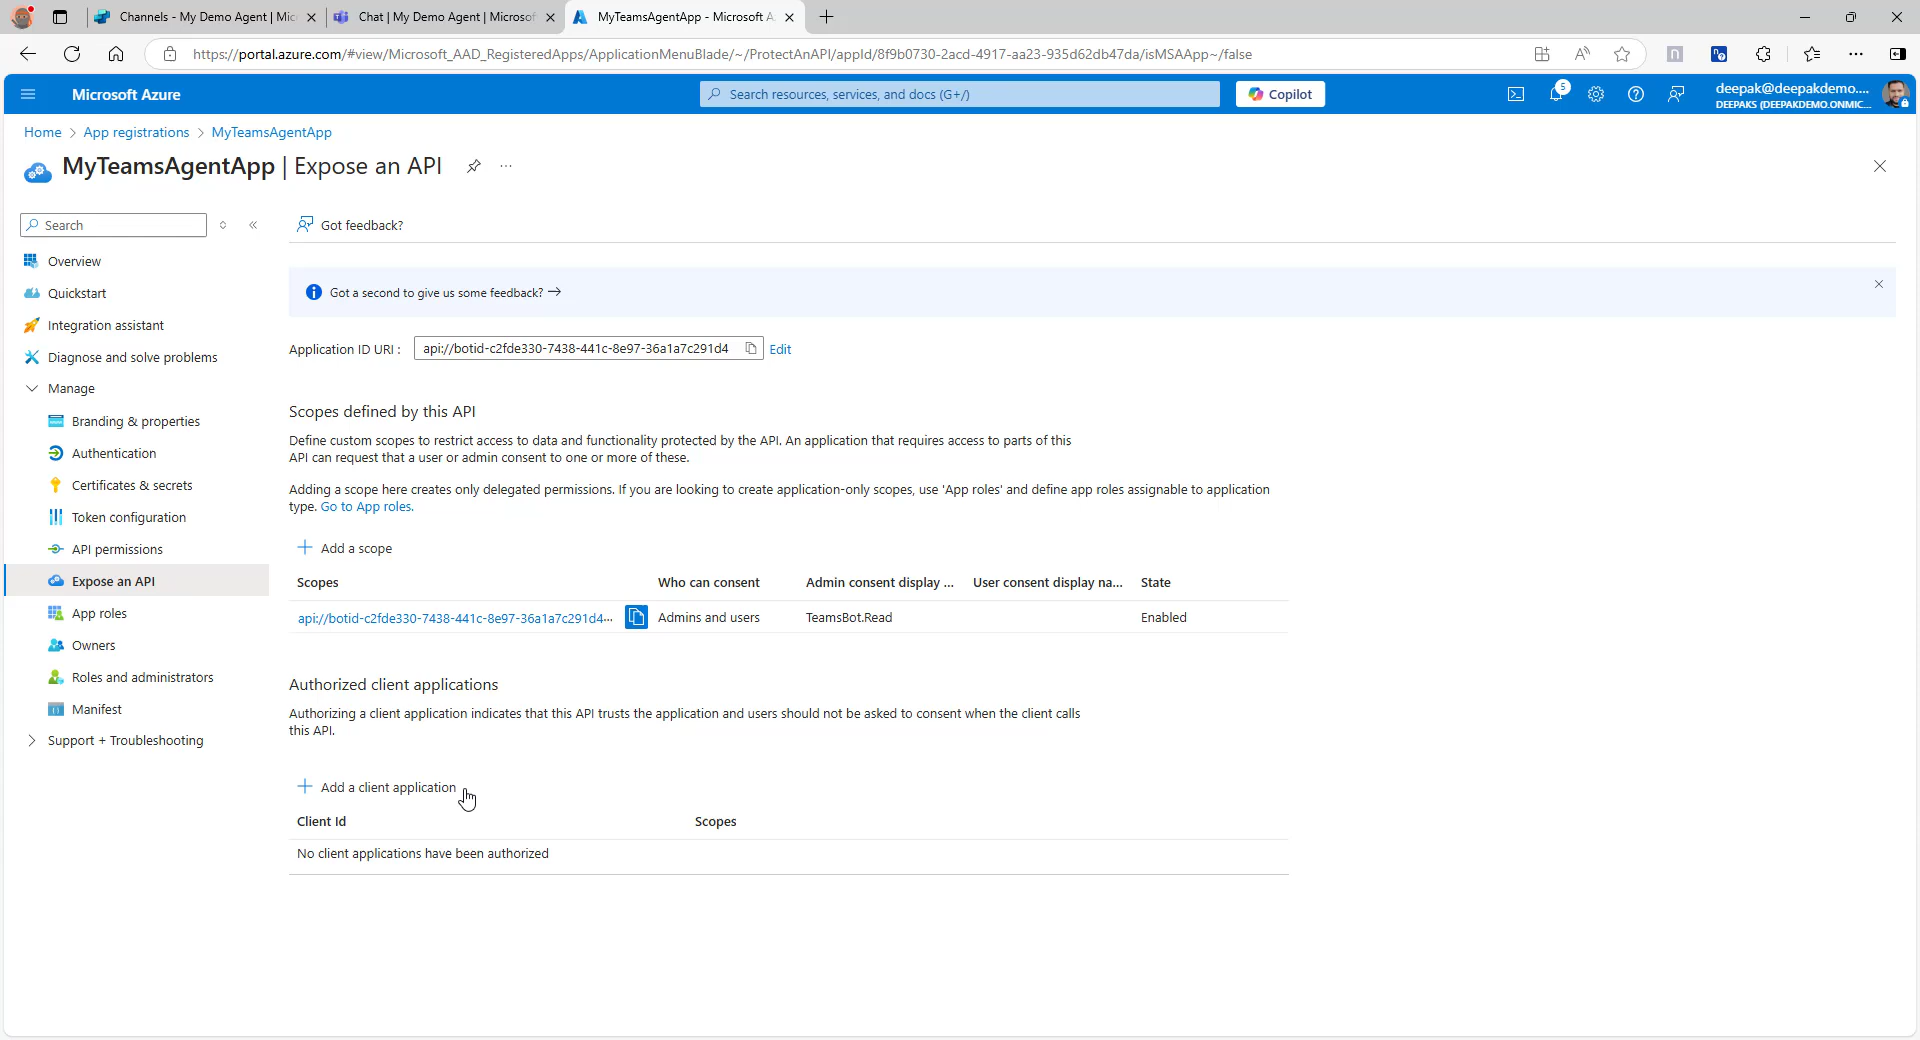 Channels - My Demo Agent | Mic
Chat | My Demo Agent | Microsof
MyTeamsAgentApp - Microsoft A
https://portal.azure.com/#view/Microsoft_AAD_RegisteredApps/ApplicationMenuBlade/~/ProtectAnAPI/appId/8f9b0730-2acd-4917-aa23-935d62db47da/isMSAApp~/false
Microsoft Azure
Search resources, services, and docs (G+/)
Copilot
5
deepak@deepakdemo....
DEEPAKS (DEEPAKDEMO.ONMIC...
Home > App registrations > MyTeamsAgentApp
MyTeamsAgentApp | Expose an API
Search
Got feedback?
Overview
Quickstart
Integration assistant
Diagnose and solve problems
Manage
Branding & properties
Authentication
Certificates & secrets
Token configuration
API permissions
Expose an API
App roles
Owners
Roles and administrators
Manifest
Support + Troubleshooting
Got a second to give us some feedback?
Application ID URI : api://botid-c2fde330-7438-441c-8e97-36a1a7c291d4 Edit
Scopes defined by this API
Define custom scopes to restrict access to data and functionality protected by the API. An application that requires access to parts of this
API can request that a user or admin consent to one or more of these.
Adding a scope here creates only delegated permissions. If you are looking to create application-only scopes, use 'App roles' and define app roles assignable to application
type. Go to App roles.
Add a scope
Scopes Who can consent Admin consent display ... User consent display na... State
api://botid-c2fde330-7438-441c-8e97-36a1a7c291d4... Admins and users TeamsBot.Read Enabled
Authorized client applications
Authorizing a client application indicates that this API trusts the application and users should not be asked to consent when the client calls
this API.
Add a client application
Client Id Scopes
No client applications have been authorized